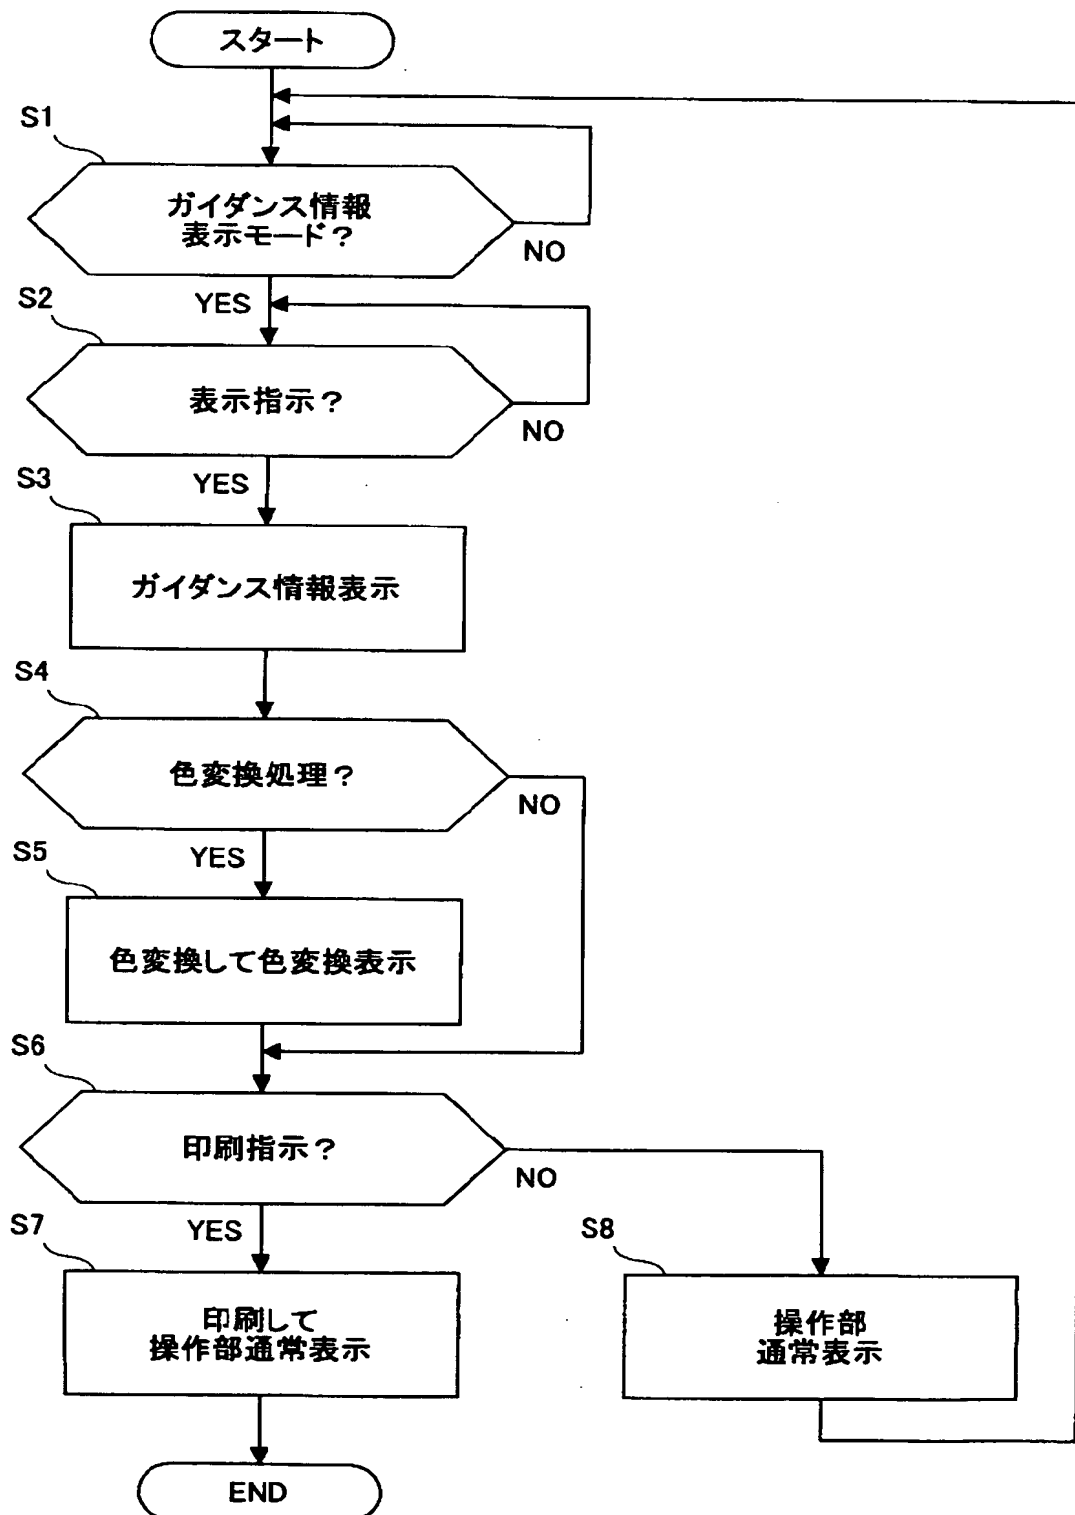 スタート
S1
ガイダンス情報
表示モード？
NO
YES
S2
表示指示？
NO
YES
S3
ガイダンス情報表示
S4
色変換処理？
NO
YES
S5
色変換して色変換表示
S6
印刷指示？
NO
YES
S7
印刷して
操作部通常表示
S8
操作部
通常表示
END